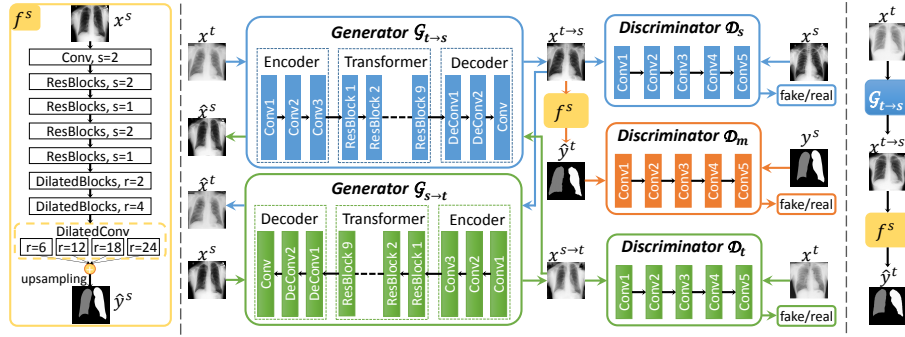 f^s
x^s
Conv, s=2
ResBlocks, s=2
ResBlocks, s=1
ResBlocks, s=2
ResBlocks, s=1
DilatedBlocks, r=2
DilatedBlocks, r=4
DilatedConv
r=6 r=12 r=18 r=24
upsampling
ŷ^s
x^t
x̂^s
x̂^t
x^s
Generator 𝒢_{t→s}
Encoder Transformer Decoder
Conv1 Conv2 Conv3 ResBlock 1 ResBlock 2 ResBlock 9 DeConv1 DeConv2 Conv
Generator 𝒢_{s→t}
Decoder Transformer Encoder
Conv DeConv2 DeConv1 ResBlock 9 ResBlock 2 ResBlock 1 Conv3 Conv2 Conv1
x^{t→s}
f^s
ŷ^t
x^{s→t}
Discriminator 𝒟_s
Conv1 Conv2 Conv3 Conv4 Conv5
x^s
fake/real
Discriminator 𝒟_m
Conv1 Conv2 Conv3 Conv4 Conv5
y^s
fake/real
Discriminator 𝒟_t
Conv1 Conv2 Conv3 Conv4 Conv5
x^t
fake/real
x^t
𝒢_{t→s}
x^{t→s}
f^s
ŷ^t